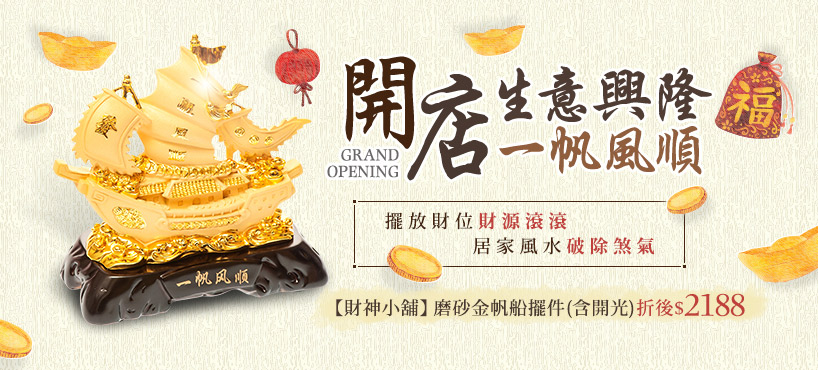 開店
GRAND
OPENING
生意興隆
一帆風順
擺放財位財源滾滾
居家風水破除煞氣
【財神小舖】磨砂金帆船擺件(含開光)折後$2188
福
一帆风顺